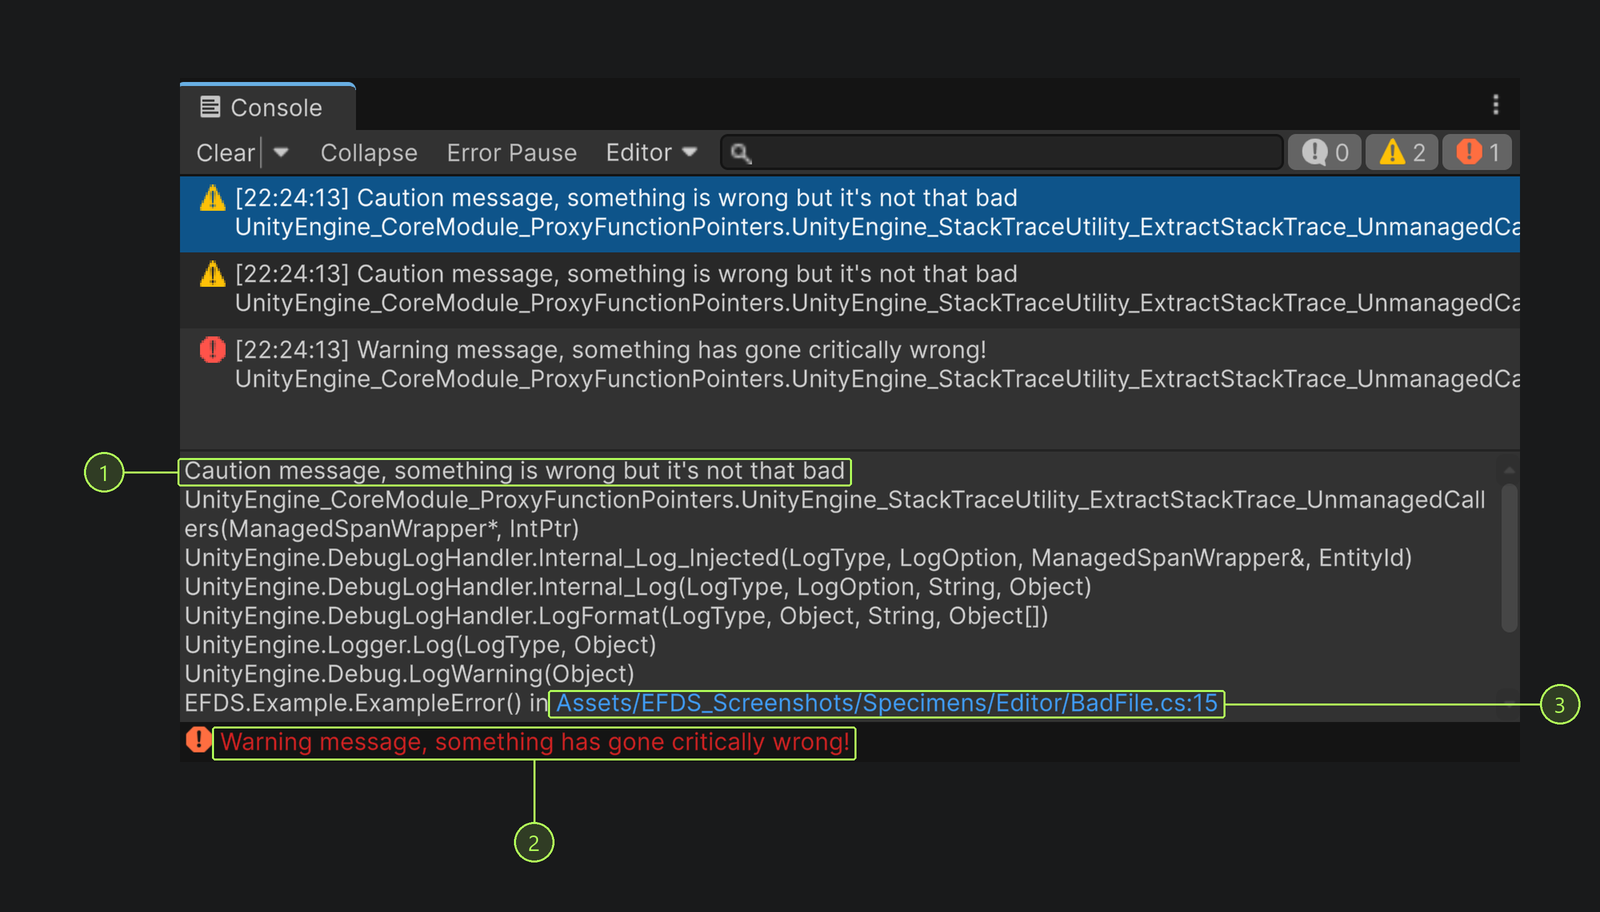 Console
Clear Collapse Error Pause Editor 0 2 1
[22:24:13] Caution message, something is wrong but it's not that bad
UnityEngine_CoreModule_ProxyFunctionPointers.UnityEngine_StackTraceUtility_ExtractStackTrace_UnmanagedCa
[22:24:13] Caution message, something is wrong but it's not that bad
UnityEngine_CoreModule_ProxyFunctionPointers.UnityEngine_StackTraceUtility_ExtractStackTrace_UnmanagedCa
[22:24:13] Warning message, something has gone critically wrong!
UnityEngine_CoreModule_ProxyFunctionPointers.UnityEngine_StackTraceUtility_ExtractStackTrace_UnmanagedCa
1
Caution message, something is wrong but it's not that bad
UnityEngine_CoreModule_ProxyFunctionPointers.UnityEngine_StackTraceUtility_ExtractStackTrace_UnmanagedCall
ers(ManagedSpanWrapper*, IntPtr)
UnityEngine.DebugLogHandler.Internal_Log_Injected(LogType, LogOption, ManagedSpanWrapper&, EntityId)
UnityEngine.DebugLogHandler.Internal_Log(LogType, LogOption, String, Object)
UnityEngine.DebugLogHandler.LogFormat(LogType, Object, String, Object[])
UnityEngine.Logger.Log(LogType, Object)
UnityEngine.Debug.LogWarning(Object)
EFDS.Example.ExampleError() in Assets/EFDS_Screenshots/Specimens/Editor/BadFile.cs:15
3
Warning message, something has gone critically wrong!
2